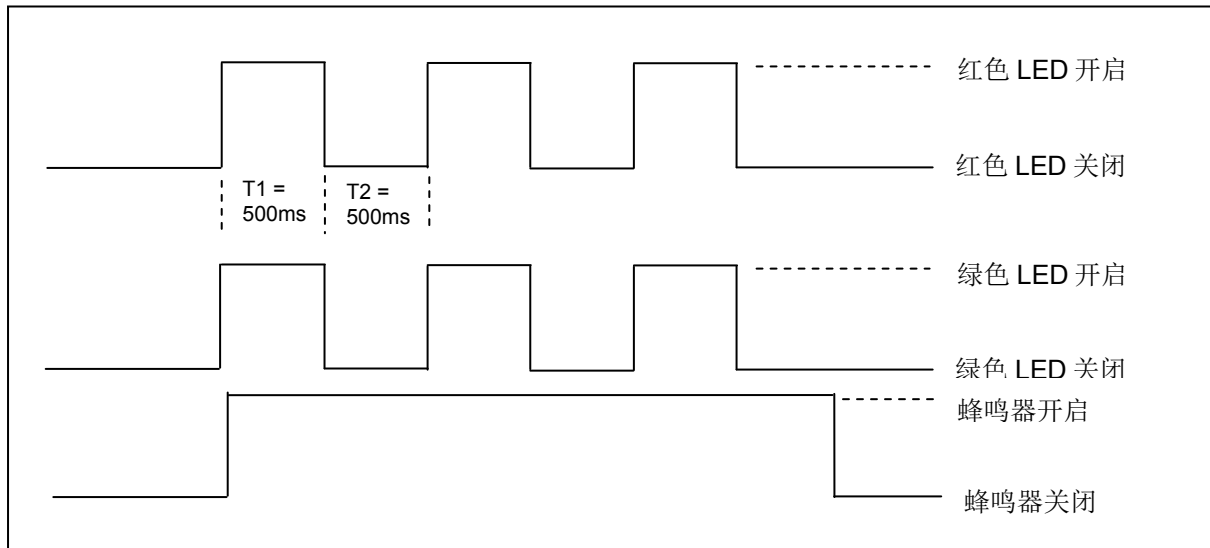 红色 LED 开启
红色 LED 关闭
T1 =
500ms
T2 =
500ms
绿色 LED 开启
绿色 LED 关闭
蜂鸣器开启
蜂鸣器关闭